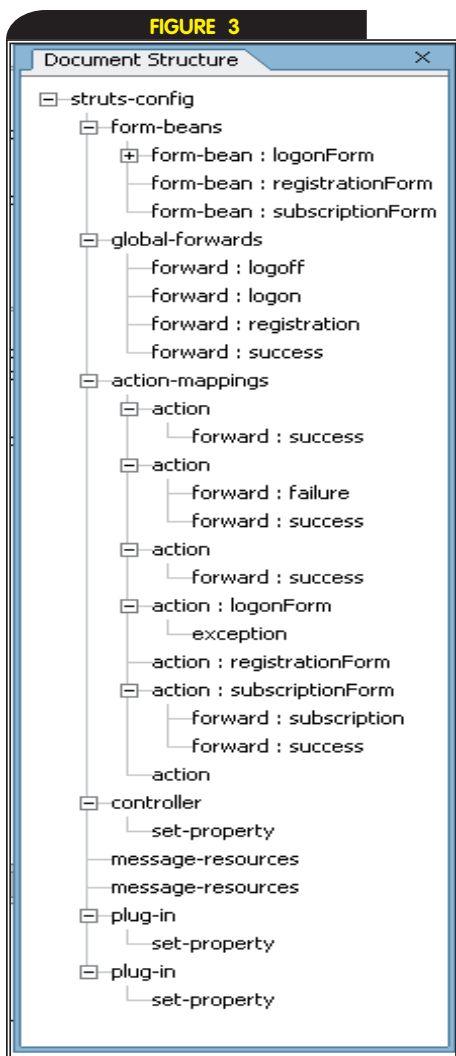 FIGURE 3
Document Structure
struts-config
form-beans
form-bean : logonForm
form-bean : registrationForm
form-bean : subscriptionForm
global-forwards
forward : logoff
forward : logon
forward : registration
forward : success
action-mappings
action
forward : success
action
forward : failure
forward : success
action
forward : success
action : logonForm
exception
action : registrationForm
action : subscriptionForm
forward : subscription
forward : success
action
controller
set-property
message-resources
message-resources
plug-in
set-property
plug-in
set-property